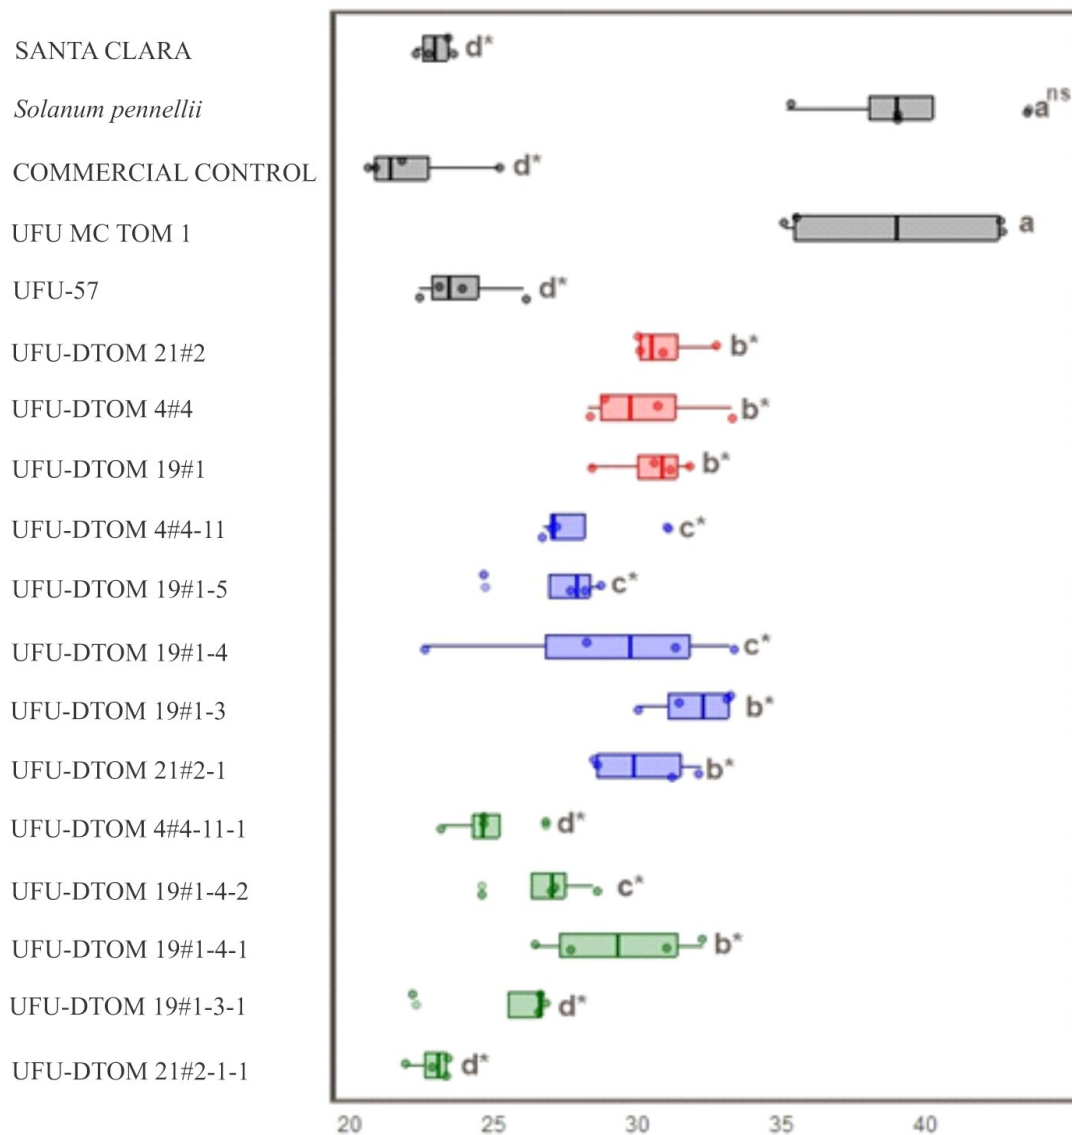 SANTA CLARA d*
Solanum pennellii a ns
COMMERCIAL CONTROL d*
UFU MC TOM 1 a
UFU-57 d*
UFU-DTOM 21#2 b*
UFU-DTOM 4#4 b*
UFU-DTOM 19#1 b*
UFU-DTOM 4#4-11 c*
UFU-DTOM 19#1-5 c*
UFU-DTOM 19#1-4 c*
UFU-DTOM 19#1-3 b*
UFU-DTOM 21#2-1 b*
UFU-DTOM 4#4-11-1 d*
UFU-DTOM 19#1-4-2 c*
UFU-DTOM 19#1-4-1 b*
UFU-DTOM 19#1-3-1 d*
UFU-DTOM 21#2-1-1 d*
20 25 30 35 40